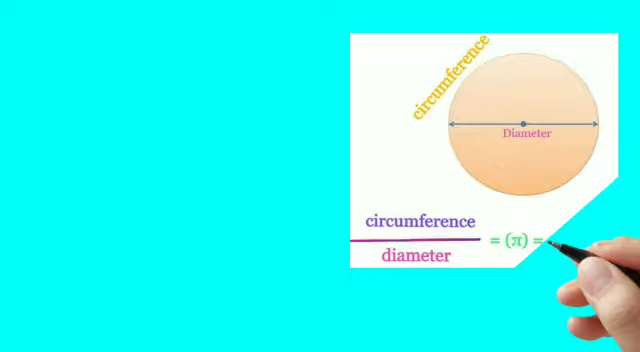 circumference
Diameter
circumference
= (π) =
diameter